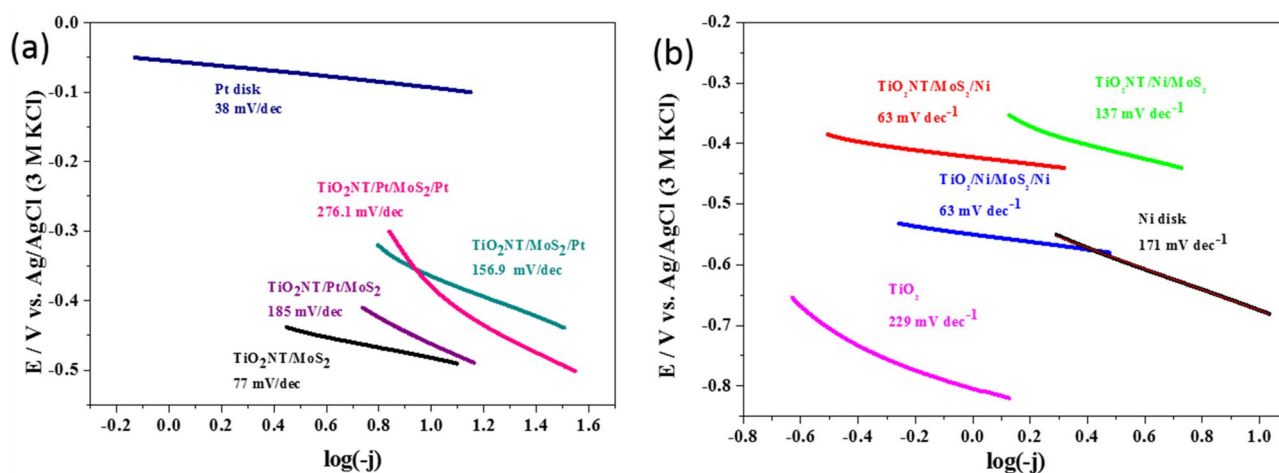 (a)
E / V vs. Ag/AgCl (3 M KCl)
0.0
-0.1
-0.2
-0.3
-0.4
-0.5
Pt disk
38 mV/dec
TiO₂NT/Pt/MoS₂/Pt
276.1 mV/dec
TiO₂NT/MoS₂/Pt
156.9 mV/dec
TiO₂NT/Pt/MoS₂
185 mV/dec
TiO₂NT/MoS₂
77 mV/dec
-0.2 0.0 0.2 0.4 0.6 0.8 1.0 1.2 1.4 1.6
log(-j)
(b)
E / V vs. Ag/AgCl (3 M KCl)
-0.2
-0.3
-0.4
-0.5
-0.6
-0.7
-0.8
TiO₂NT/MoS₂/Ni
63 mV dec⁻¹
TiO₂NT/Ni/MoS₂
137 mV dec⁻¹
TiO₂/Ni/MoS₂/Ni
63 mV dec⁻¹
Ni disk
171 mV dec⁻¹
TiO₂
229 mV dec⁻¹
-0.8 -0.6 -0.4 -0.2 0.0 0.2 0.4 0.6 0.8 1.0
log(-j)